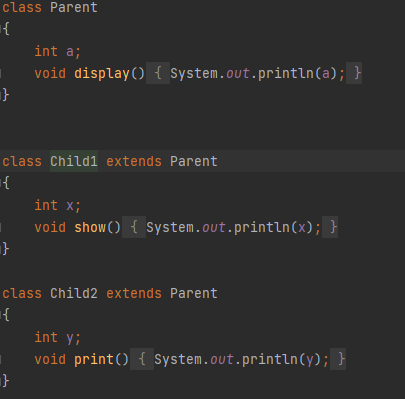 class Parent
{
int a;
void display() { System.out.println(a); }
}
class Child1 extends Parent
{
int x;
void show() { System.out.println(x); }
}
class Child2 extends Parent
{
int y;
void print() { System.out.println(y); }
}